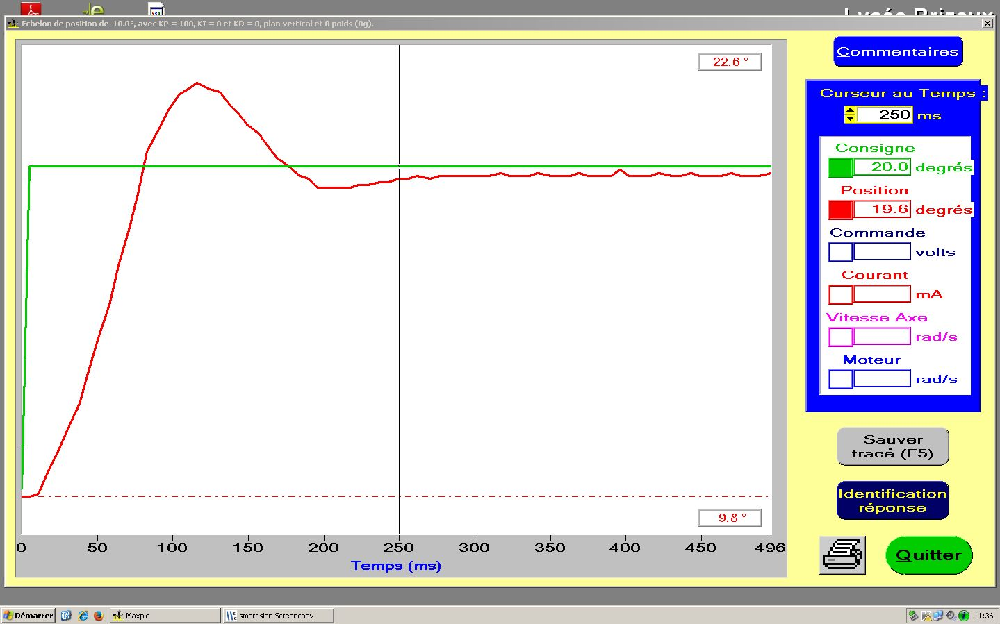 Echelon de position de 10.0°, avec KP = 100, KI = 0 et KD = 0, plan vertical et 0 poids (0g).
22.6 °
9.8 °
0 50 100 150 200 250 300 350 400 450 496
Temps (ms)
Commentaires
Curseur au Temps :
250 ms
Consigne
20.0 degrés
Position
19.6 degrés
Commande
volts
Courant
mA
Vitesse Axe
rad/s
Moteur
rad/s
Sauver
tracé (F5)
Identification
réponse
Quitter
Démarrer
Maxpid
smartision Screencopy
11:36